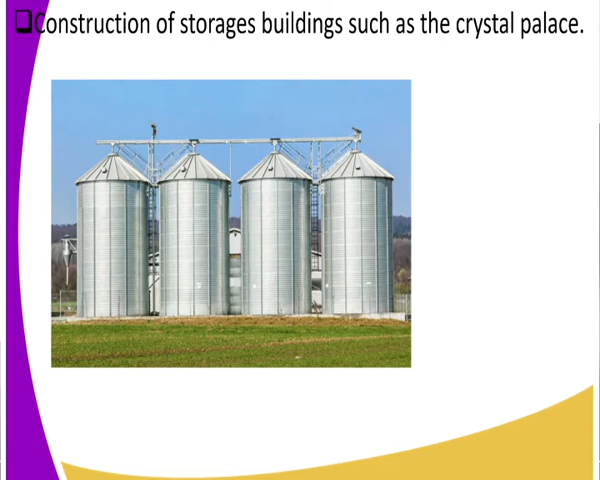 ❑Construction of storages buildings such as the crystal palace.